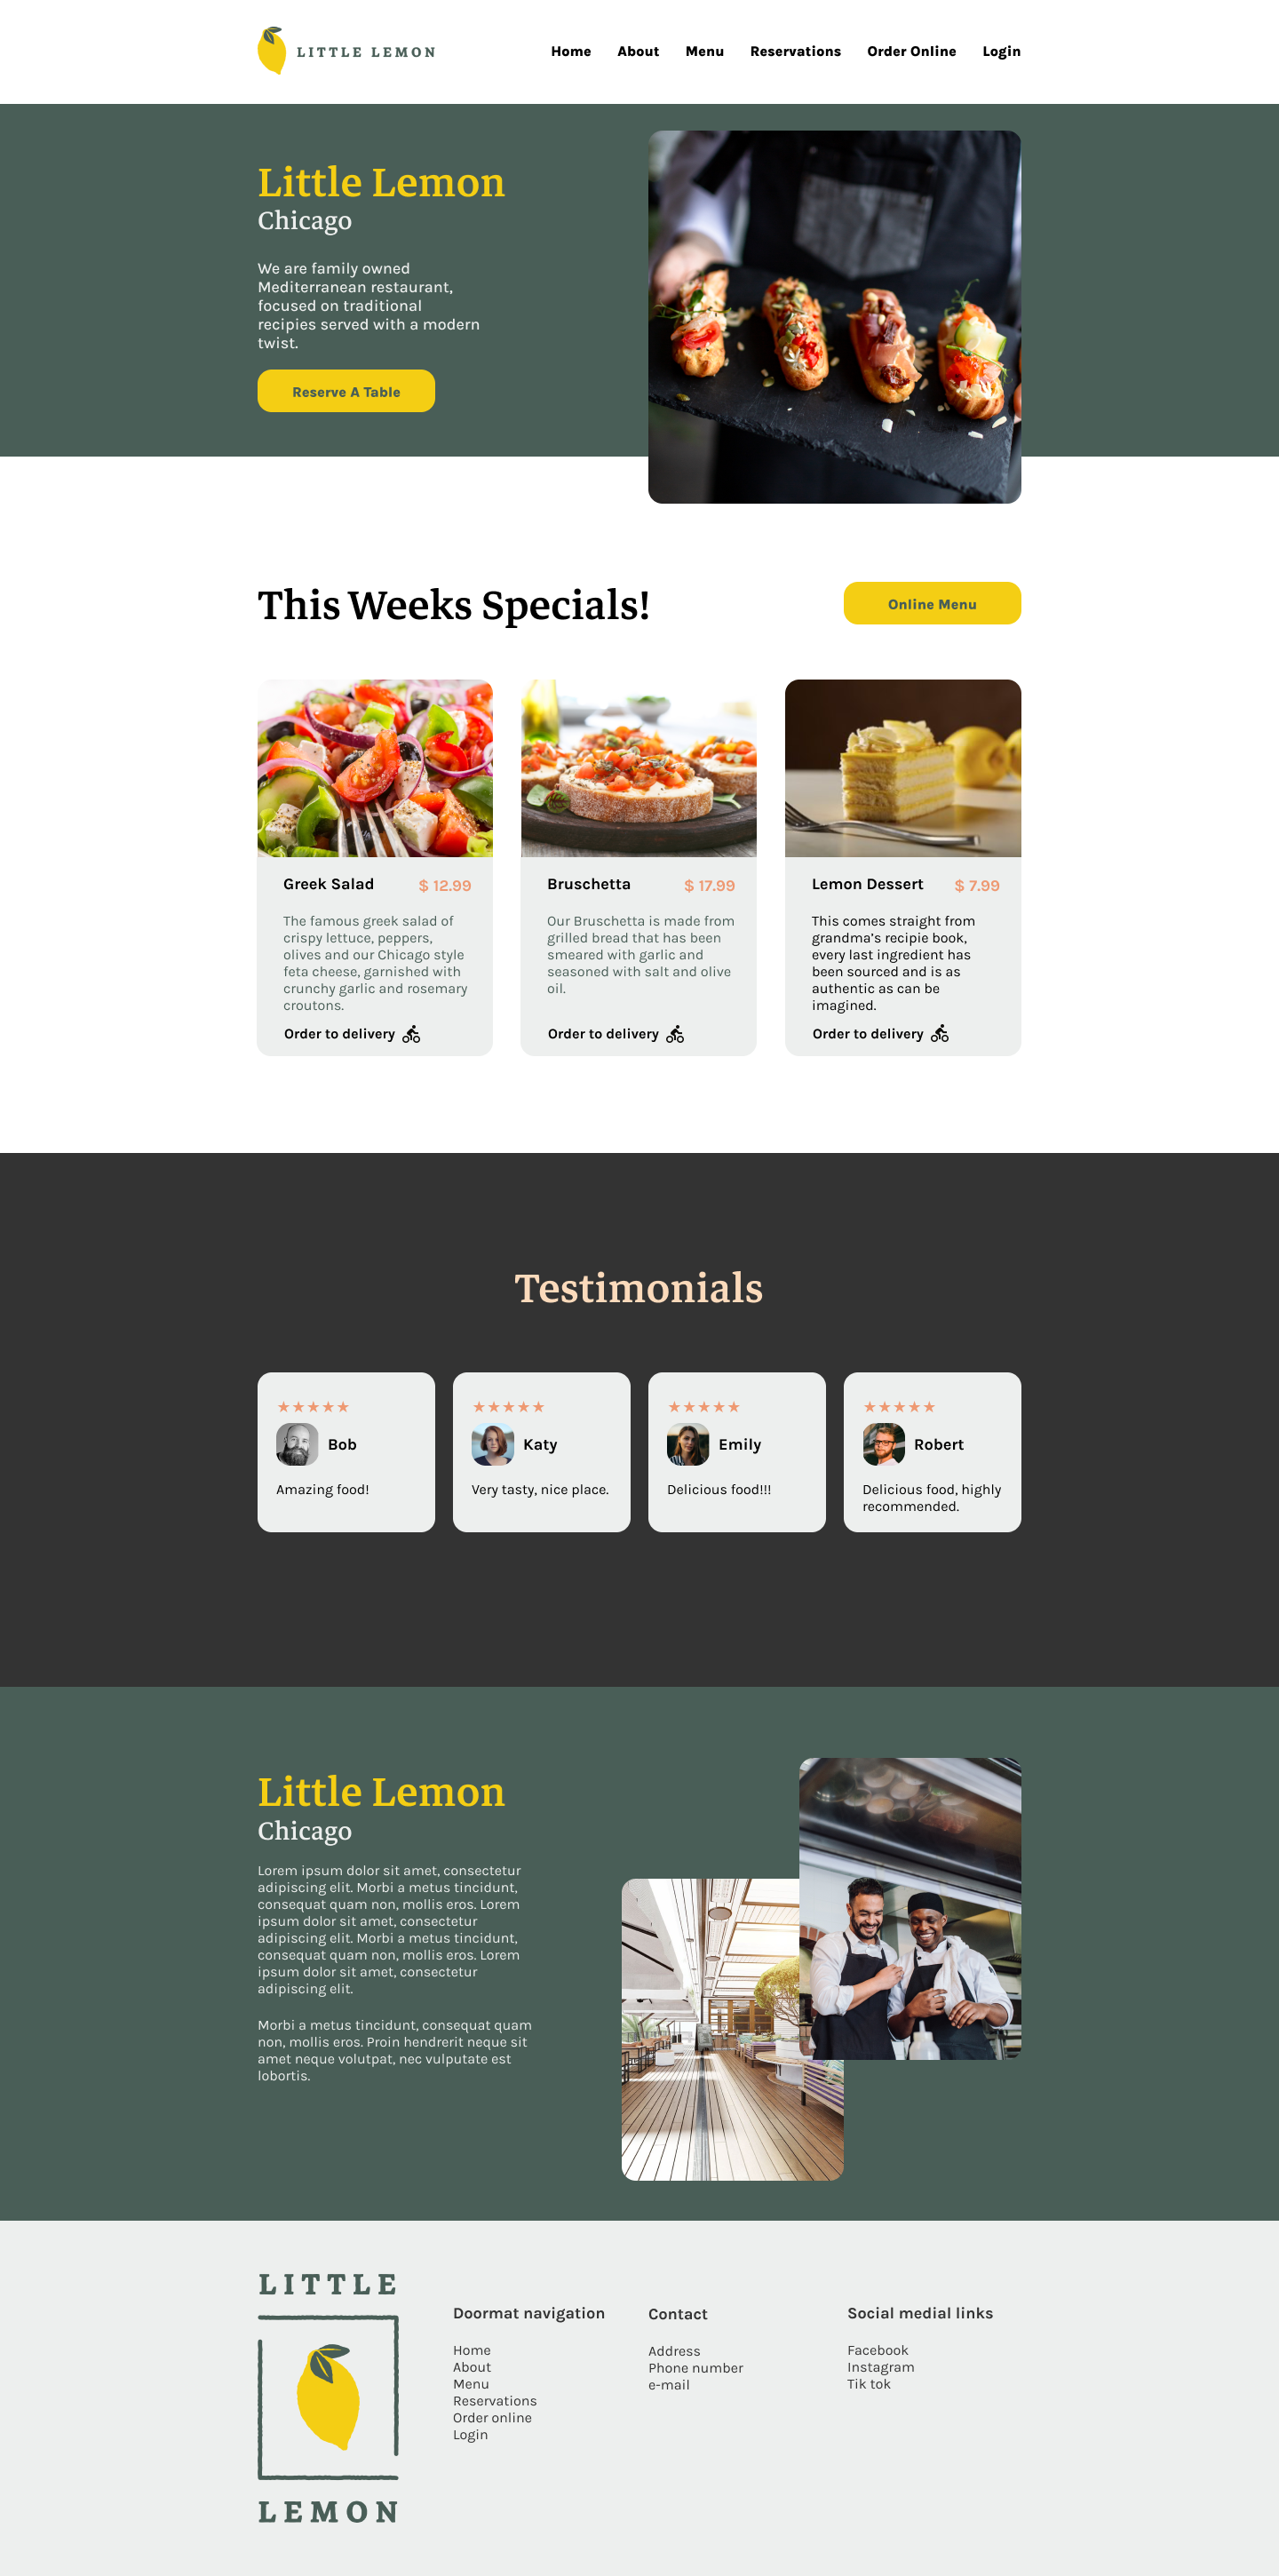 LITTLE LEMON
Home About Menu Reservations Order Online Login
Little Lemon
Chicago
We are family owned
Mediterranean restaurant,
focused on traditional
recipies served with a modern
twist.
Reserve A Table
This Weeks Specials!
Online Menu
Greek Salad
$ 12.99
The famous greek salad of
crispy lettuce, peppers,
olives and our Chicago style
feta cheese, garnished with
crunchy garlic and rosemary
croutons.
Order to delivery
Bruschetta
$ 17.99
Our Bruschetta is made from
grilled bread that has been
smeared with garlic and
seasoned with salt and olive
oil.
Order to delivery
Lemon Dessert
$ 7.99
This comes straight from
grandma’s recipie book,
every last ingredient has
been sourced and is as
authentic as can be
imagined.
Order to delivery
Testimonials
★★★★★
Bob
Amazing food!
★★★★★
Katy
Very tasty, nice place.
★★★★★
Emily
Delicious food!!!
★★★★★
Robert
Delicious food, highly
recommended.
Little Lemon
Chicago
Lorem ipsum dolor sit amet, consectetur
adipiscing elit. Morbi a metus tincidunt,
consequat quam non, mollis eros. Lorem
ipsum dolor sit amet, consectetur
adipiscing elit. Morbi a metus tincidunt,
consequat quam non, mollis eros. Lorem
ipsum dolor sit amet, consectetur
adipiscing elit.
Morbi a metus tincidunt, consequat quam
non, mollis eros. Proin hendrerit neque sit
amet neque volutpat, nec vulputate est
lobortis.
LITTLE
LEMON
Doormat navigation
Home
About
Menu
Reservations
Order online
Login
Contact
Address
Phone number
e-mail
Social medial links
Facebook
Instagram
Tik tok